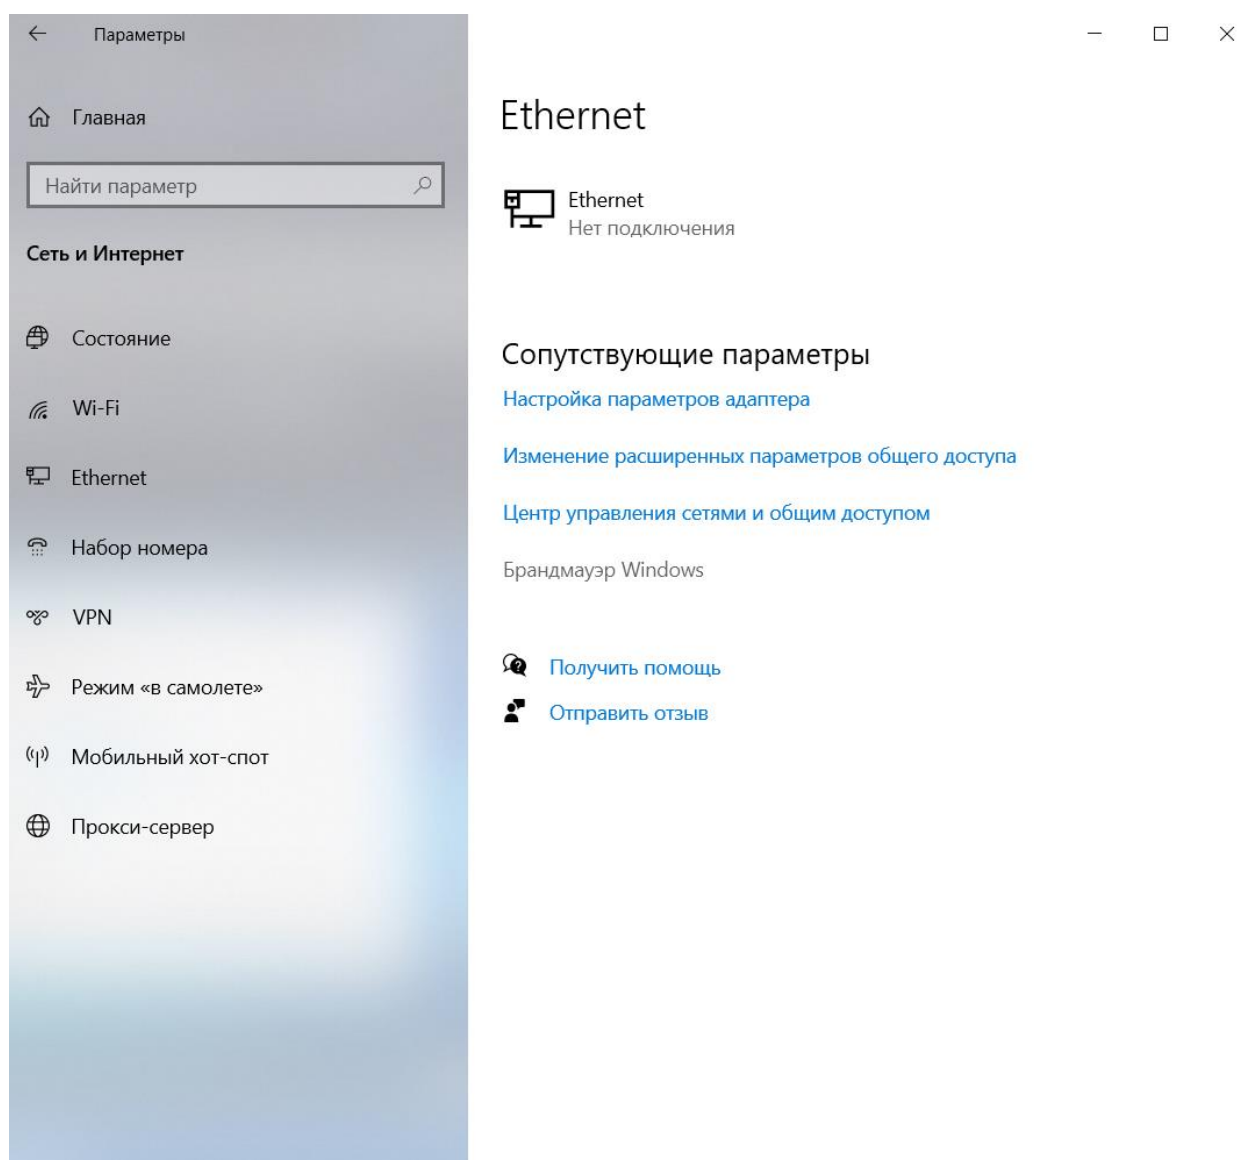 Параметры
Главная
Найти параметр
Сеть и Интернет
Состояние
Wi-Fi
Ethernet
Набор номера
VPN
Режим «в самолете»
Мобильный хот-спот
Прокси-сервер
Ethernet
Ethernet
Нет подключения
Сопутствующие параметры
Настройка параметров адаптера
Изменение расширенных параметров общего доступа
Центр управления сетями и общим доступом
Брандмауэр Windows
Получить помощь
Отправить отзыв